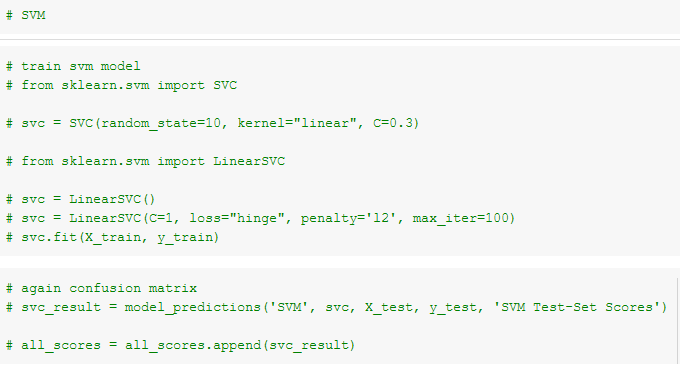 # SVM
# train svm model
# from sklearn.svm import SVC
# svc = SVC(random_state=10, kernel="linear", C=0.3)
# from sklearn.svm import LinearSVC
# svc = LinearSVC()
# svc = LinearSVC(C=1, loss="hinge", penalty='l2', max_iter=100)
# svc.fit(X_train, y_train)
# again confusion matrix
# svc_result = model_predictions('SVM', svc, X_test, y_test, 'SVM Test-Set Scores')
# all_scores = all_scores.append(svc_result)